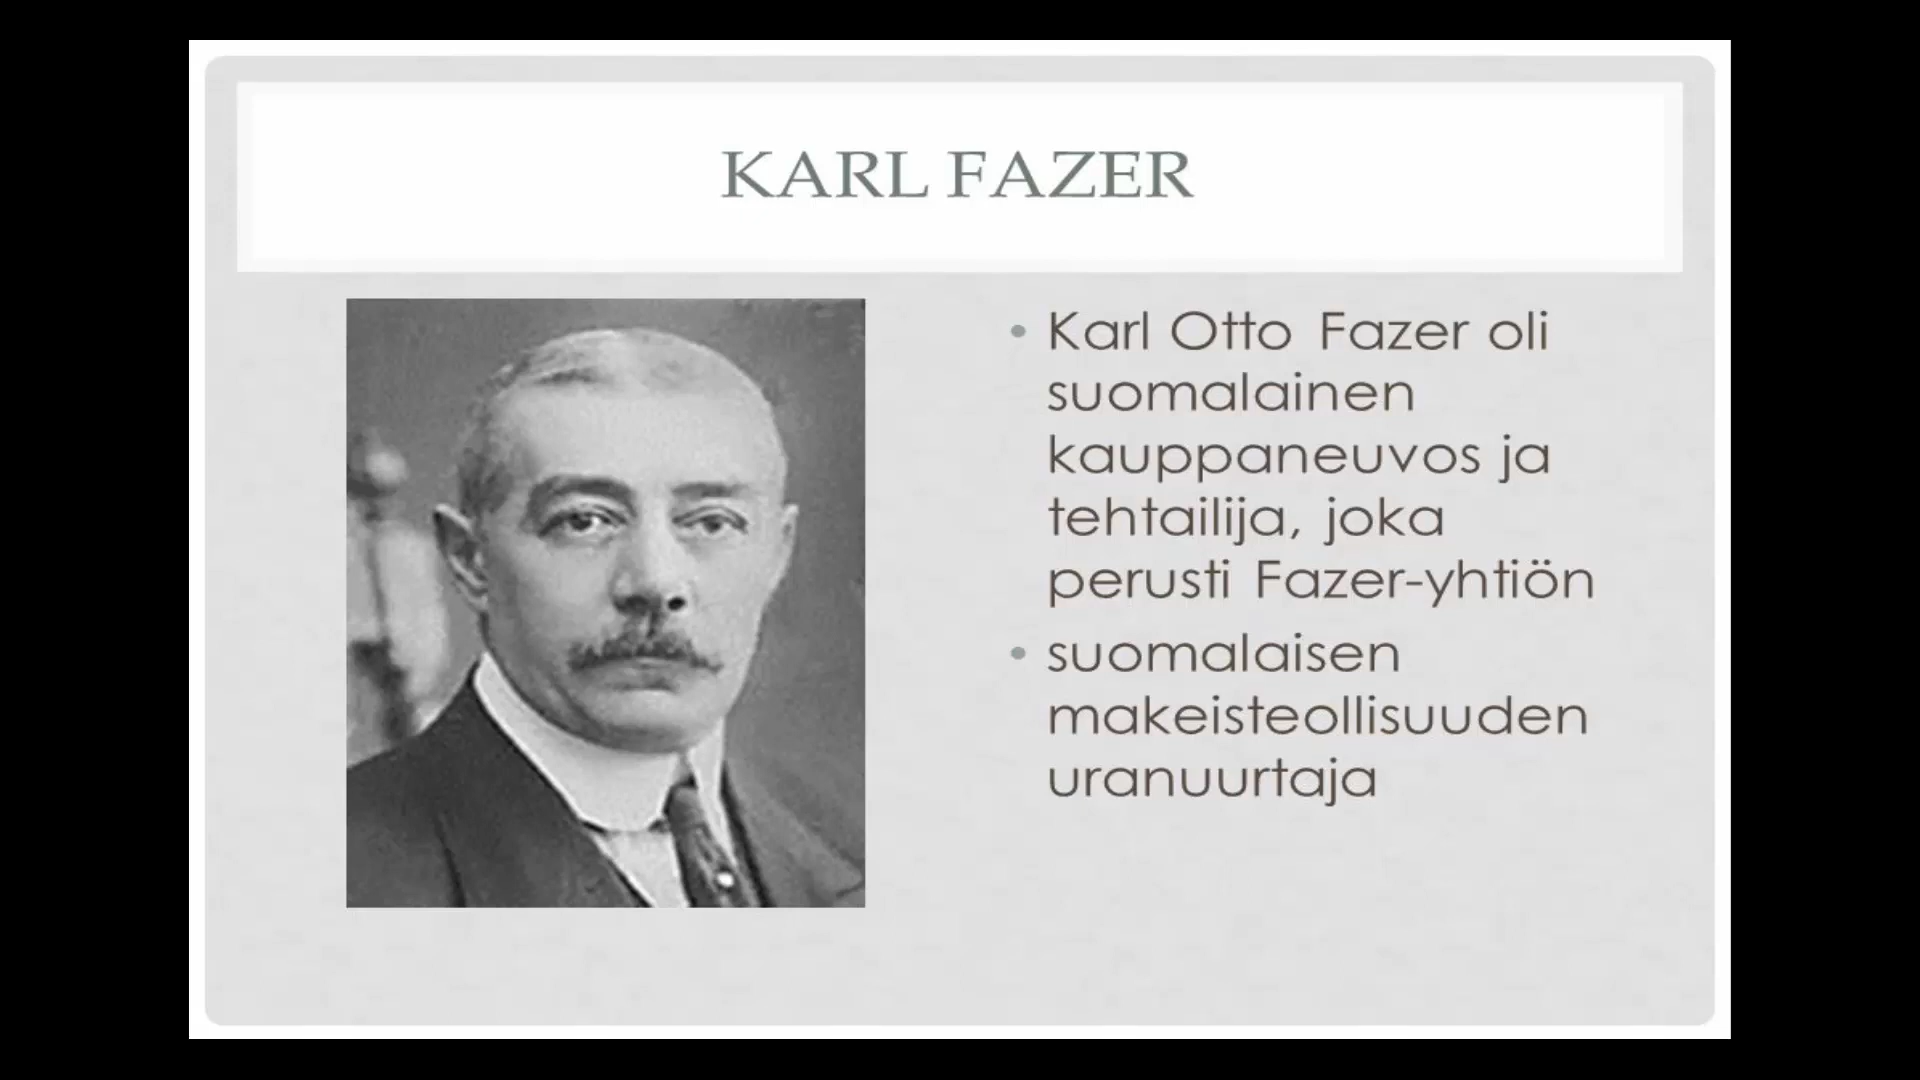 KARL FAZER
• Karl Otto Fazer oli
suomalainen
kauppaneuvos ja
tehtailija, joka
perusti Fazer-yhtiön
• suomalaisen
makeisteollisuuden
uranuurtaja